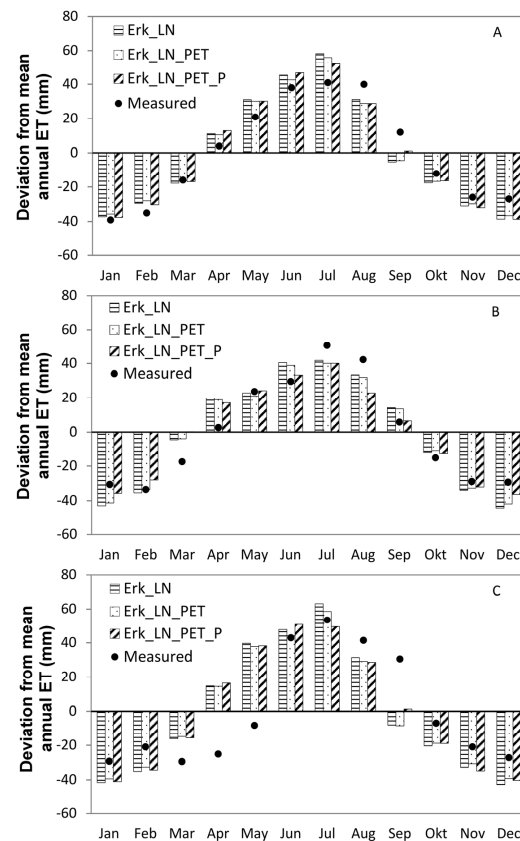 A
Erk_LN
Erk_LN_PET
Erk_LN_PET_P
Measured
Deviation from mean
annual ET (mm)
80
60
40
20
0
-20
-40
-60
Jan Feb Mar Apr May Jun Jul Aug Sep Okt Nov Dec
B
Erk_LN
Erk_LN_PET
Erk_LN_PET_P
Measured
Deviation from mean
annual ET (mm)
80
60
40
20
0
-20
-40
-60
Jan Feb Mar Apr May Jun Jul Aug Sep Okt Nov Dec
C
Erk_LN
Erk_LN_PET
Erk_LN_PET_P
Measured
Deviation from mean
annual ET (mm)
80
60
40
20
0
-20
-40
-60
Jan Feb Mar Apr May Jun Jul Aug Sep Okt Nov Dec